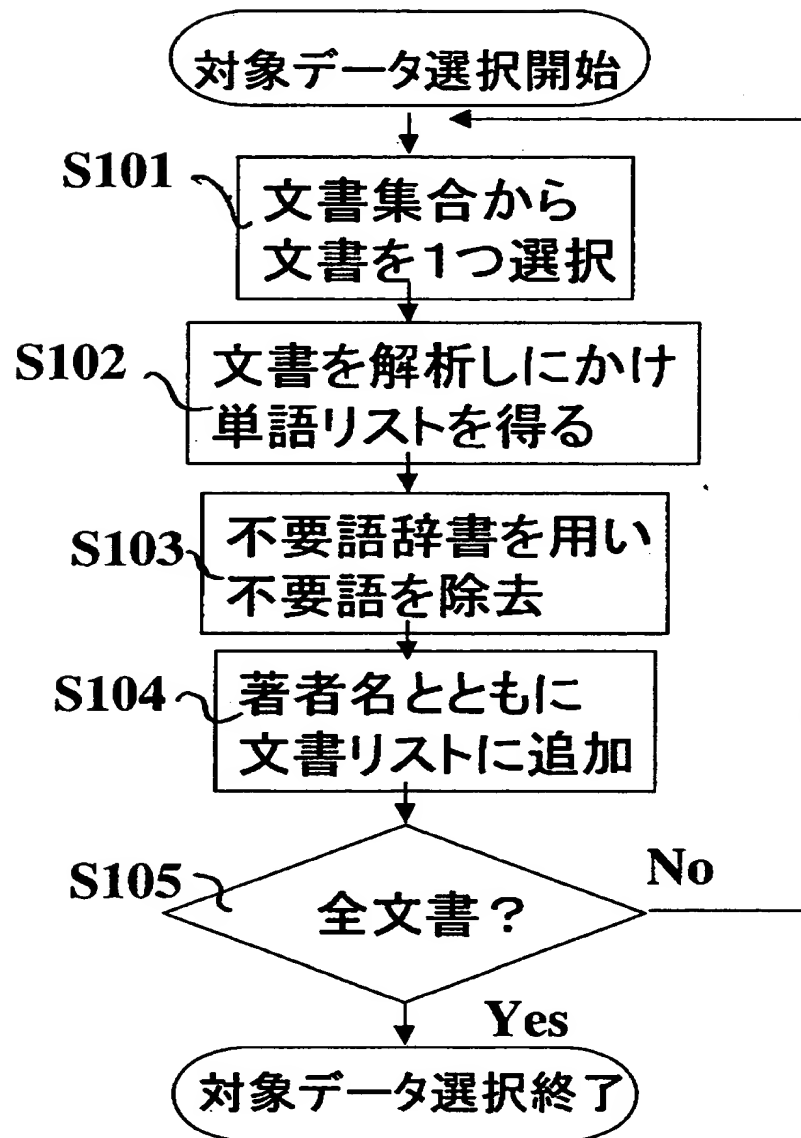 対象データ選択開始
S101
文書集合から
文書を1つ選択
S102
文書を解析しにかけ
単語リストを得る
S103
不要語辞書を用い
不要語を除去
S104
著者名とともに
文書リストに追加
S105
全文書?
No
Yes
対象データ選択終了